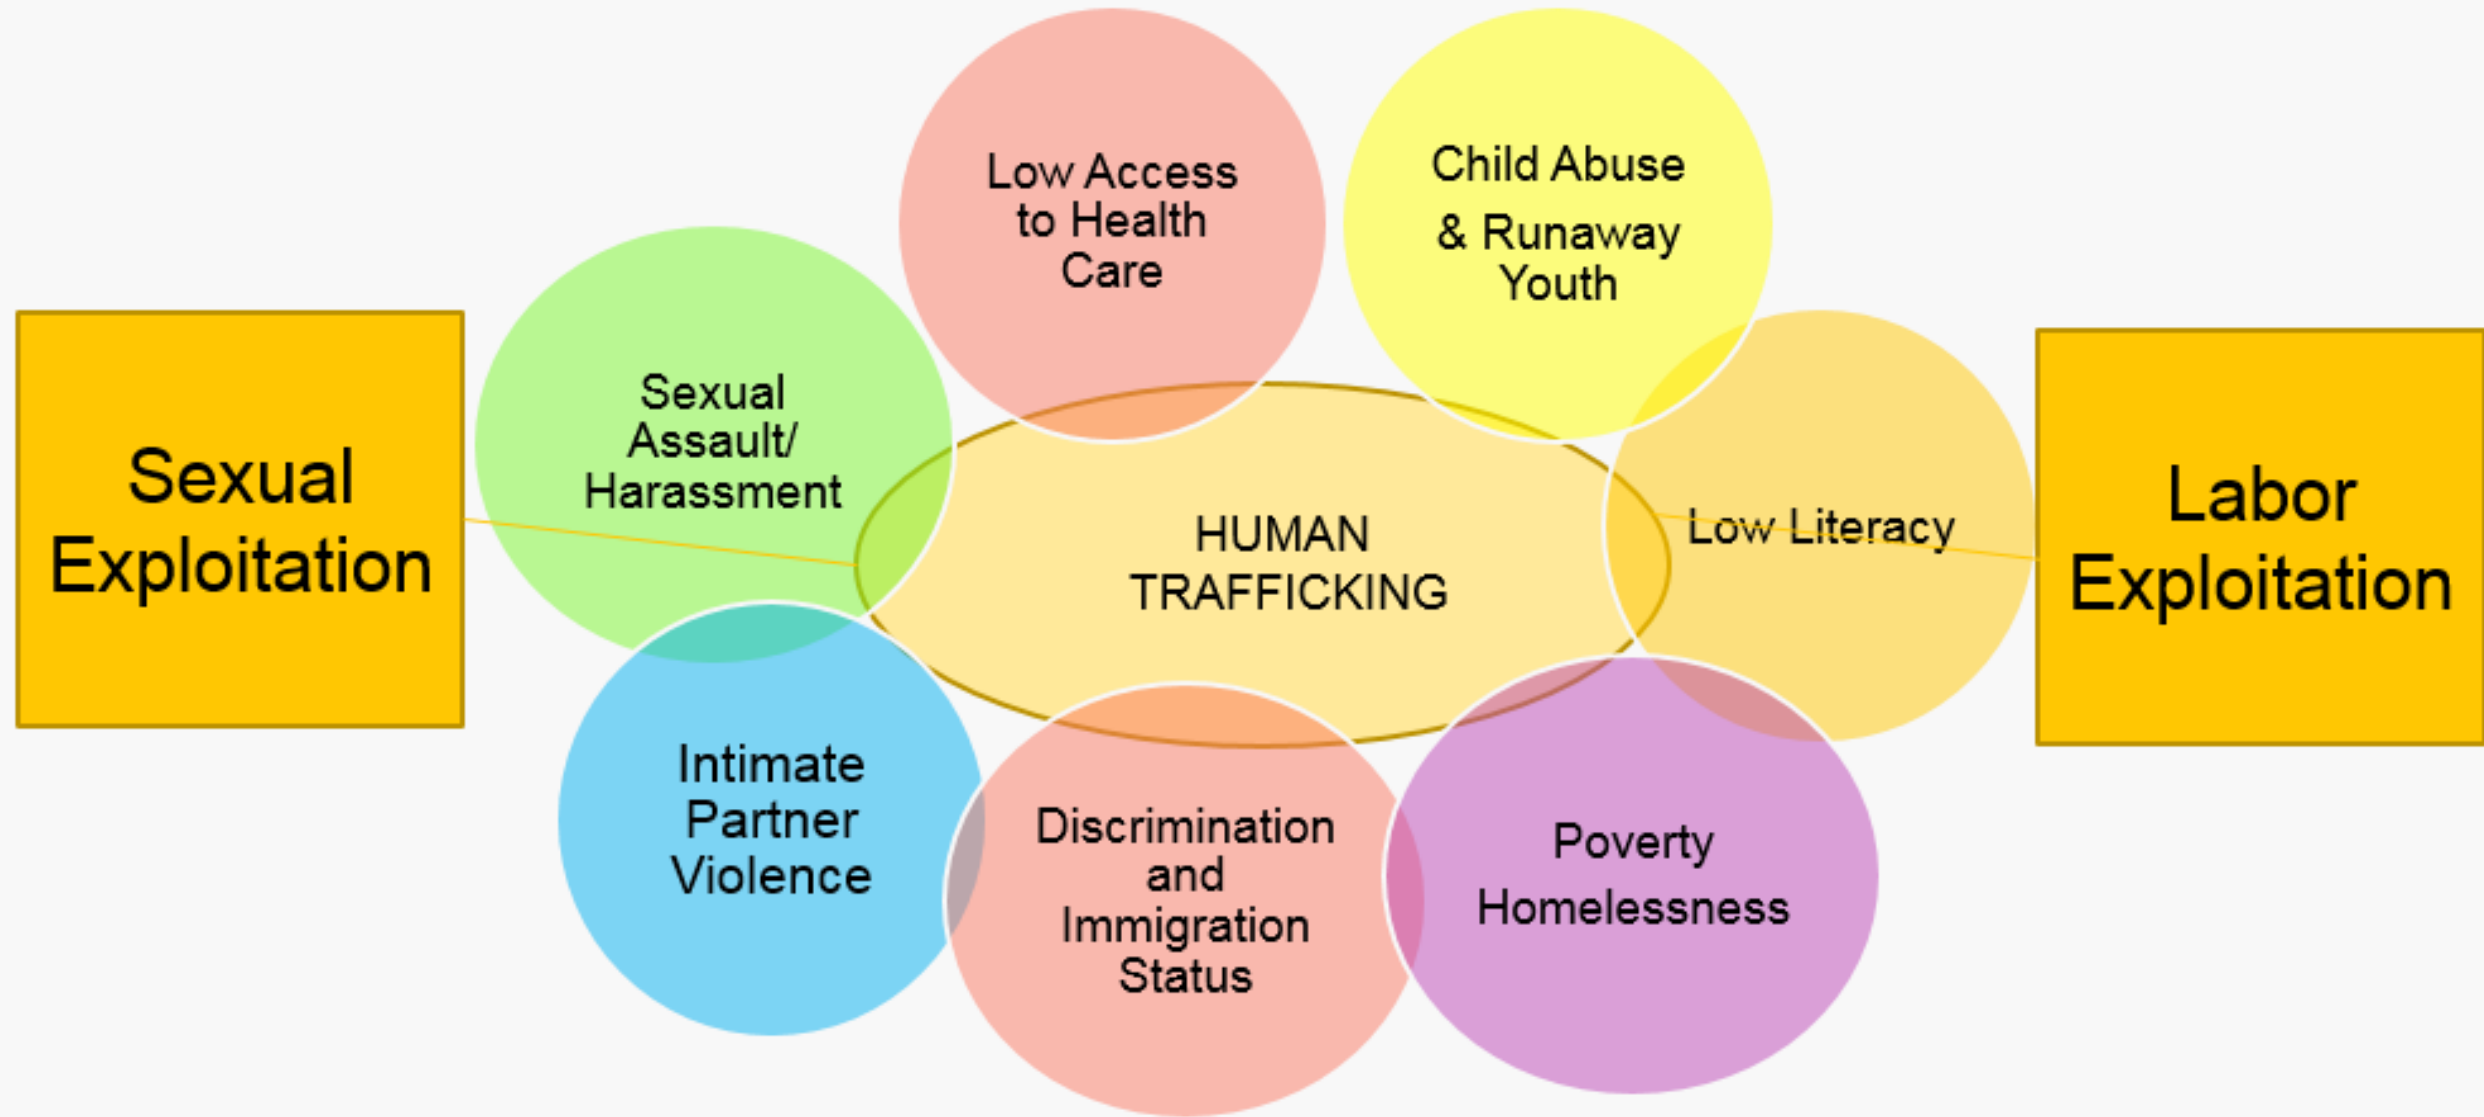 Low Access
to Health
Care
Child Abuse
& Runaway
Youth
Sexual
Assault/
Harassment
Sexual
Exploitation
HUMAN
TRAFFICKING
Low Literacy
Labor
Exploitation
Intimate
Partner
Violence
Discrimination
and
Immigration
Status
Poverty
Homelessness